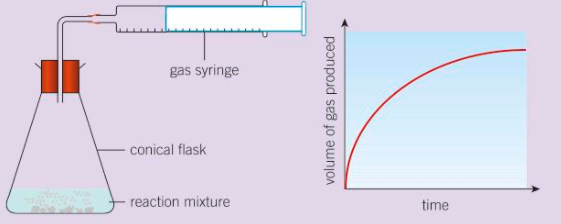 gas syringe
conical flask
reaction mixture
volume of gas produced
time